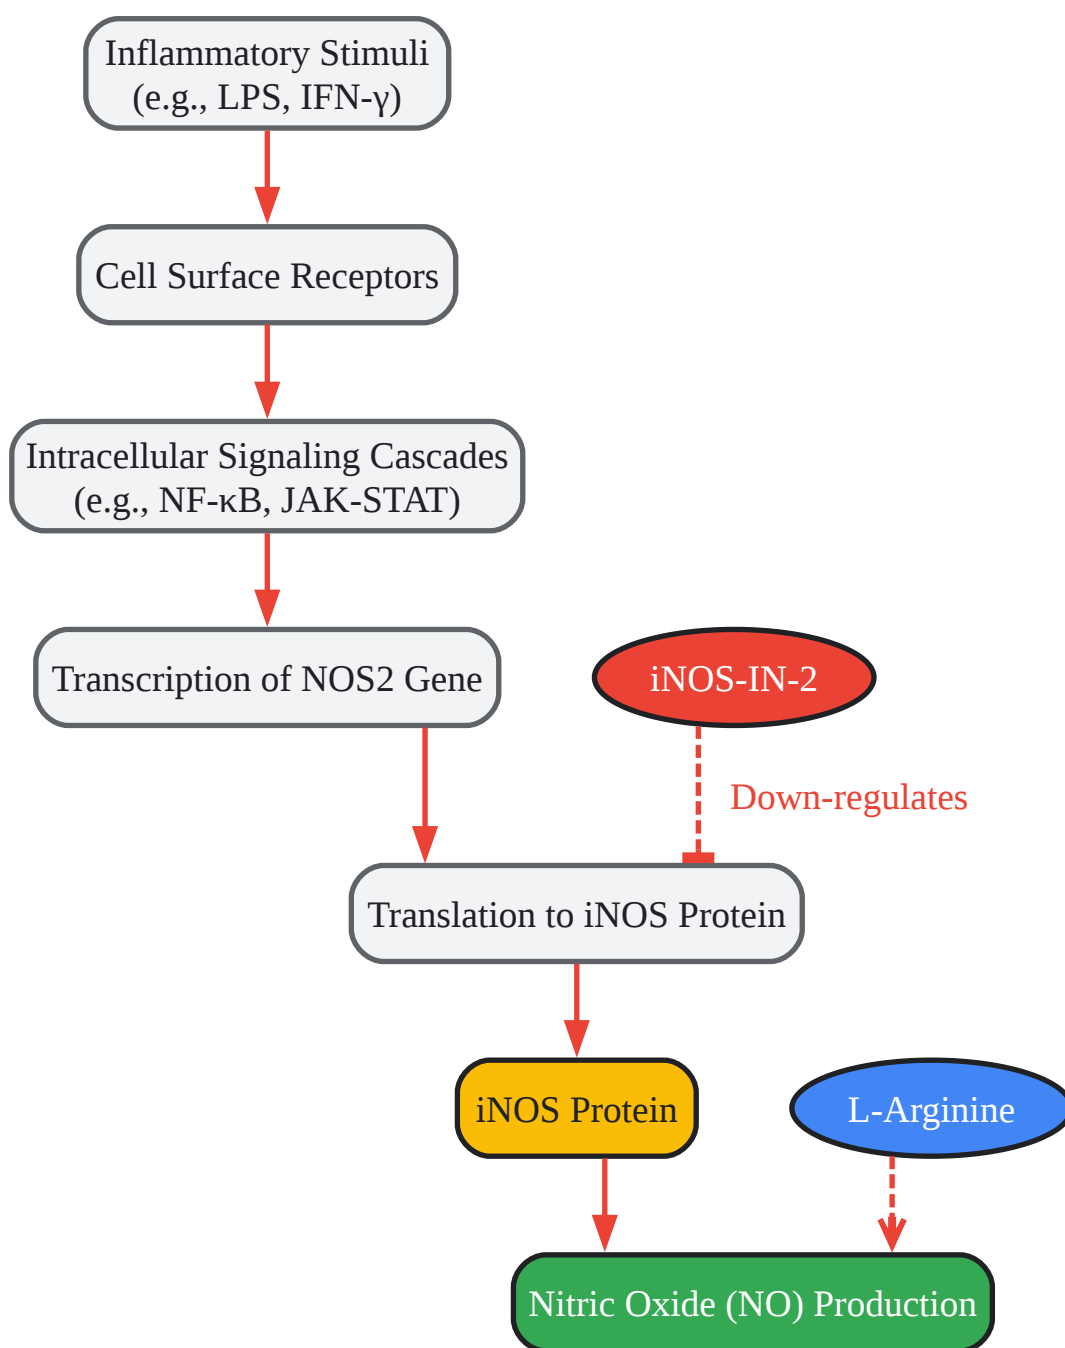 Inflammatory Stimuli
(e.g., LPS, IFN-γ)
Cell Surface Receptors
Intracellular Signaling Cascades
(e.g., NF-κB, JAK-STAT)
Transcription of NOS2 Gene
iNOS-IN-2
Down-regulates
Translation to iNOS Protein
iNOS Protein
L-Arginine
Nitric Oxide (NO) Production